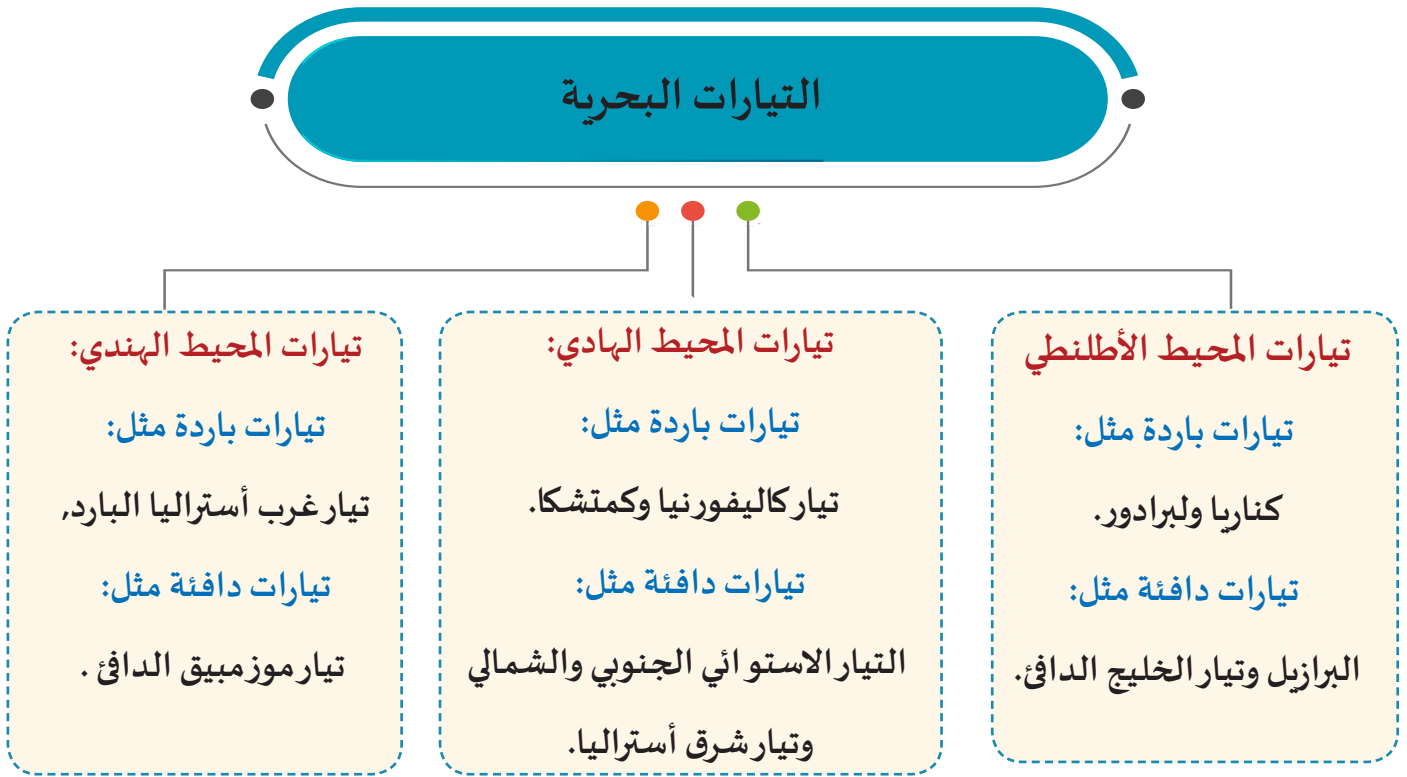 التيارات البحرية
تيارات المحيط الأطلنطي
تيارات باردة مثل:
كناريا ولبرادور.
تيارات دافئة مثل:
البرازيل وتيار الخليج الدافئ.
تيارات المحيط الهادي:
تيارات باردة مثل:
تيار كاليفورنيا وكمتشكا.
تيارات دافئة مثل:
التيار الاستوائي الجنوبي والشمالي
وتيار شرق أستراليا.
تيارات المحيط الهندي:
تيارات باردة مثل:
تيار غرب أستراليا البارد,
تيارات دافئة مثل:
تيار موزمبيق الدافئ .